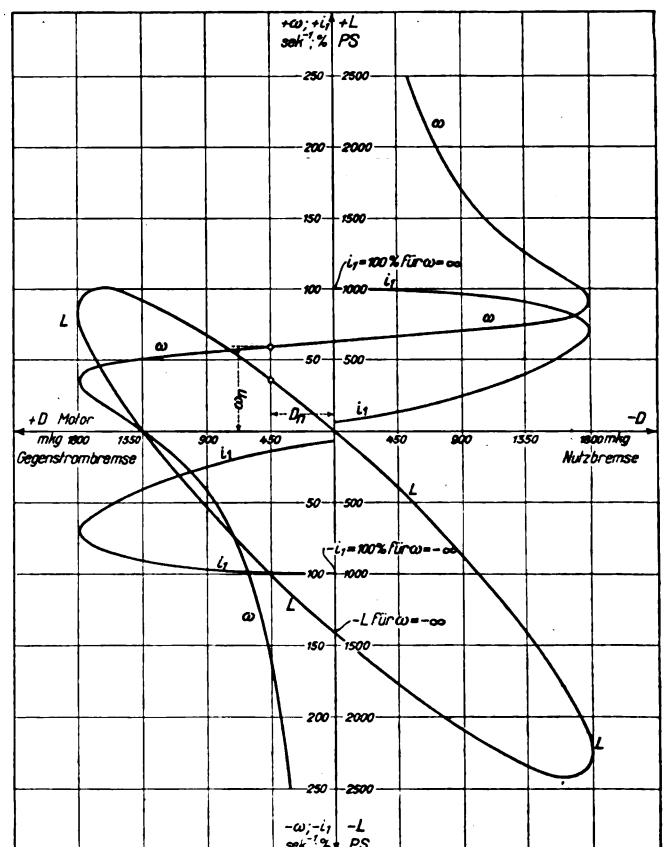 +ω; +i₁ +L
sek⁻¹; % PS
250 2500
ω
200 2000
150 1500
i₁=100% für ω=∞
100 1000
i₁
L
ω
ω
50 500
ωn
Dn
i₁
+D Motor
-D
mkg 1800 1350 900 450
450 900 1350 1800 mkg
Gegenstrombremse
Nutzbremse
i₁
50 500
L
-i₁=100% für ω=-∞
i₁
100 1000
L
ω
-L für ω=-∞
150 1500
200 2000
L
250 2500
-ω; -i₁ -L
sek⁻¹; % PS